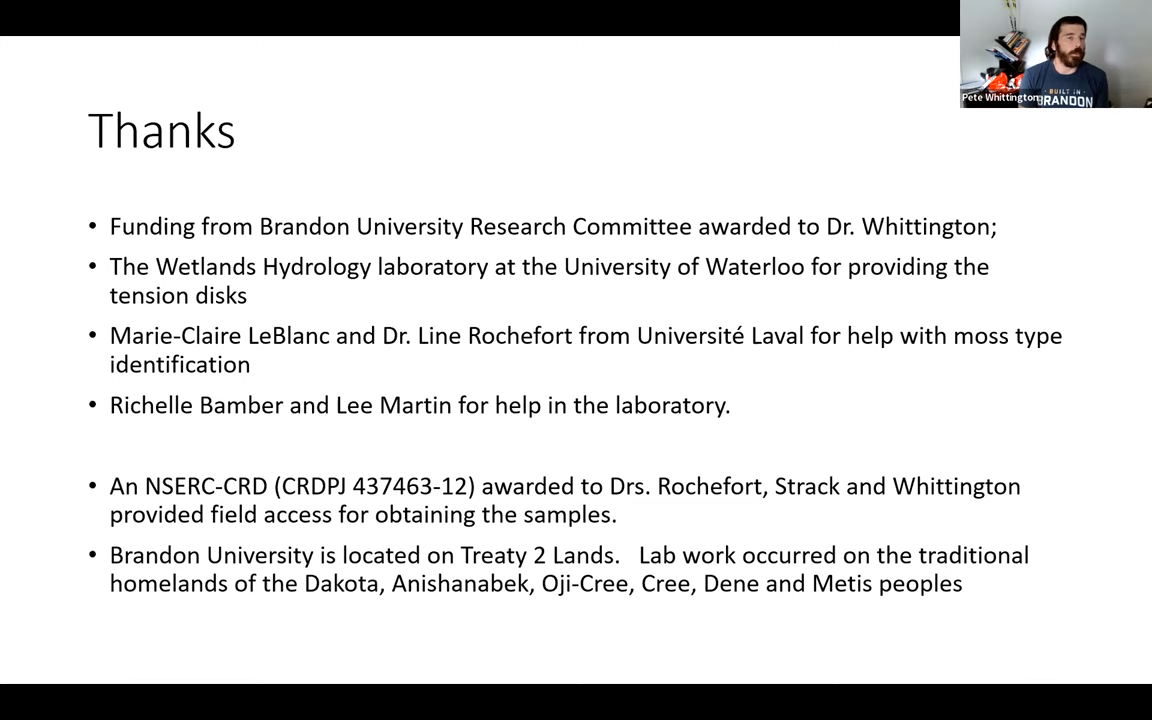 Thanks
• Funding from Brandon University Research Committee awarded to Dr. Whittington;
• The Wetlands Hydrology laboratory at the University of Waterloo for providing the
tension disks
• Marie-Claire LeBlanc and Dr. Line Rochefort from Université Laval for help with moss type
identification
• Richelle Bamber and Lee Martin for help in the laboratory.
• An NSERC-CRD (CRDPJ 437463-12) awarded to Drs. Rochefort, Strack and Whittington
provided field access for obtaining the samples.
• Brandon University is located on Treaty 2 Lands.   Lab work occurred on the traditional
homelands of the Dakota, Anishanabek, Oji-Cree, Cree, Dene and Metis peoples
BUILT IN
BRANDON
Pete Whittington